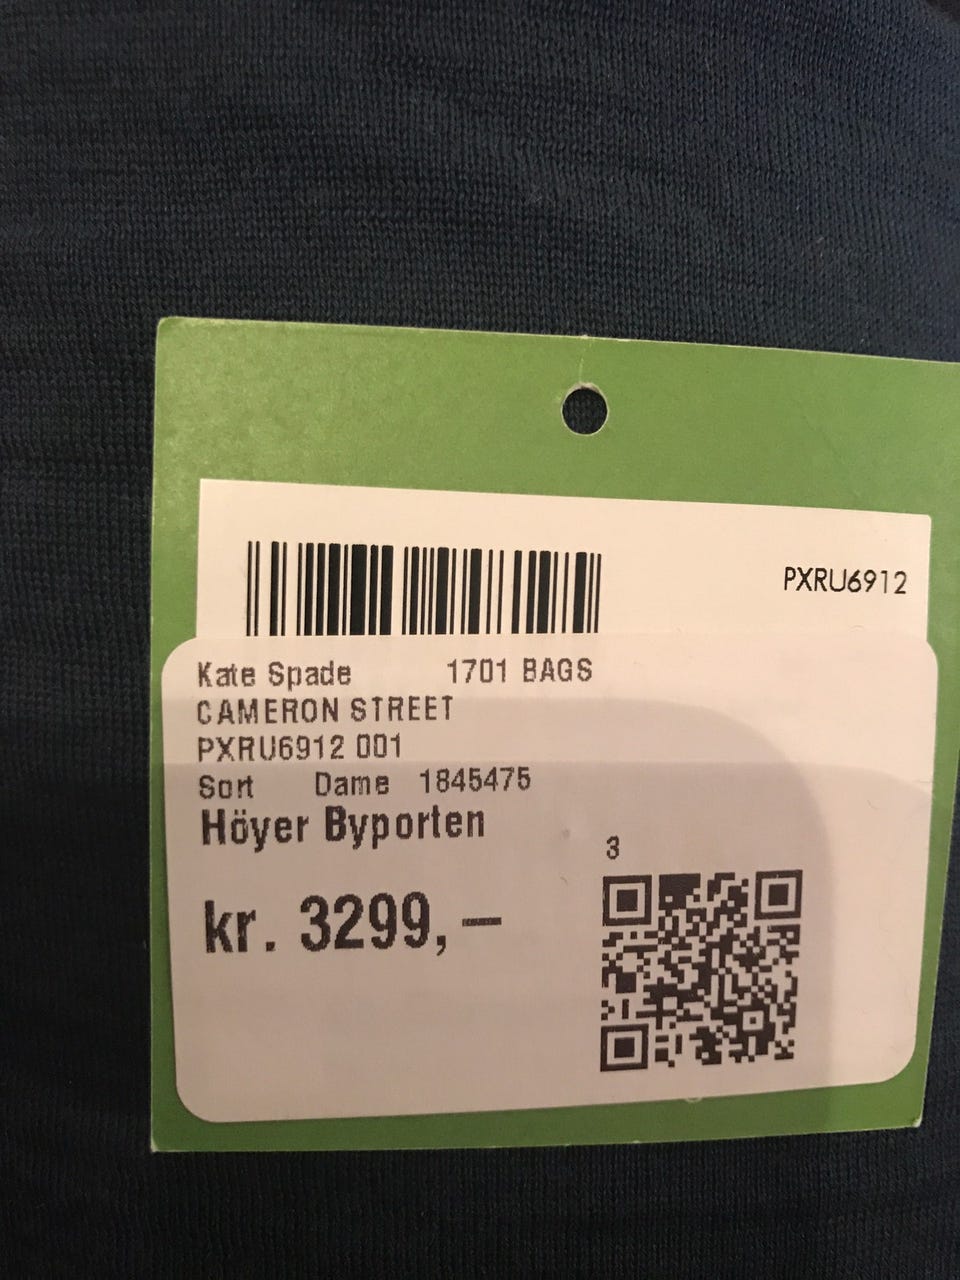 PXRU6912
Kate Spade 1701 BAGS
CAMERON STREET
PXRU6912 001
Sort Dame 1845475
Höyer Byporten
3
kr. 3299,-